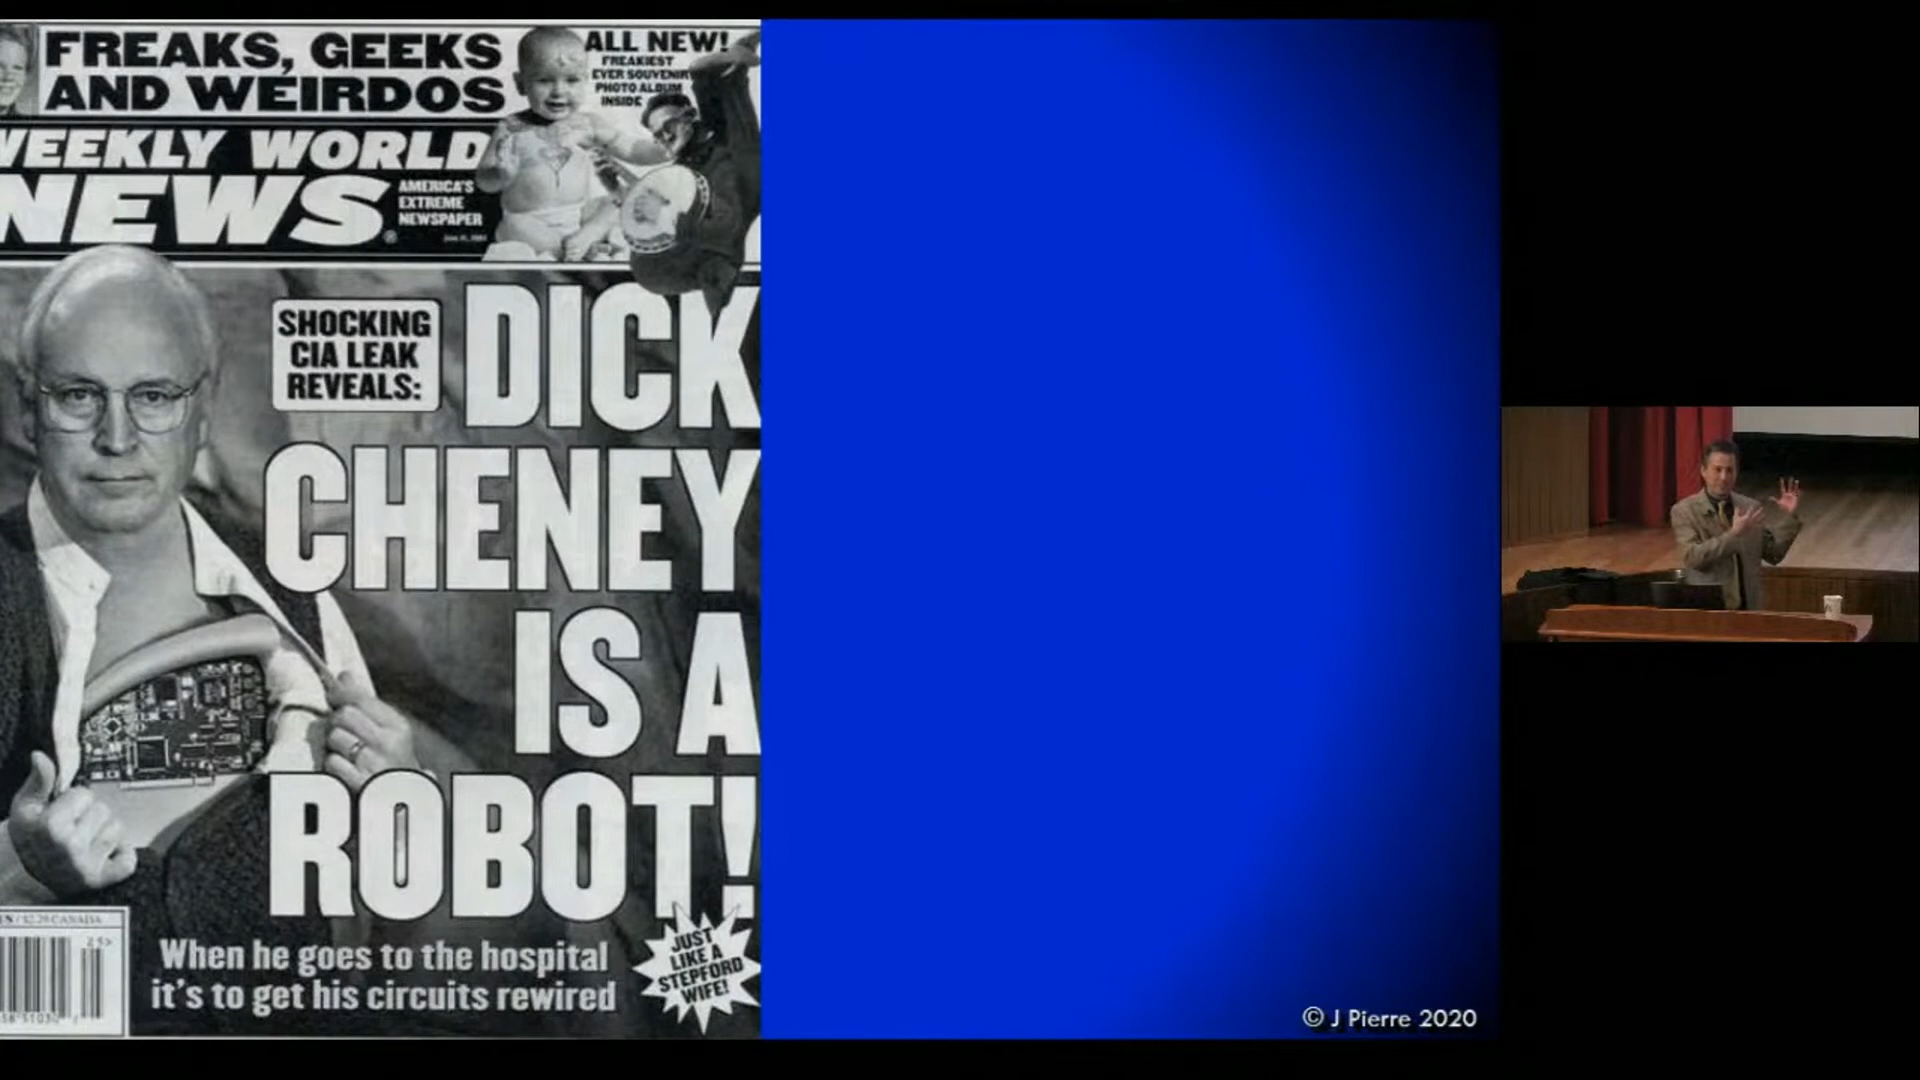 FREAKS, GEEKS
AND WEIRDOS
ALL NEW!
FREAKIEST
EVER SOUVENIR
PHOTO ALBUM
INSIDE
WEEKLY WORLD
NEWS
AMERICA'S
EXTREME
NEWSPAPER
SHOCKING
CIA LEAK
REVEALS:
DICK
CHENEY
IS A
ROBOT!
When he goes to the hospital
it's to get his circuits rewired
JUST
LIKE A
STEPFORD
WIFE!
© J Pierre 2020